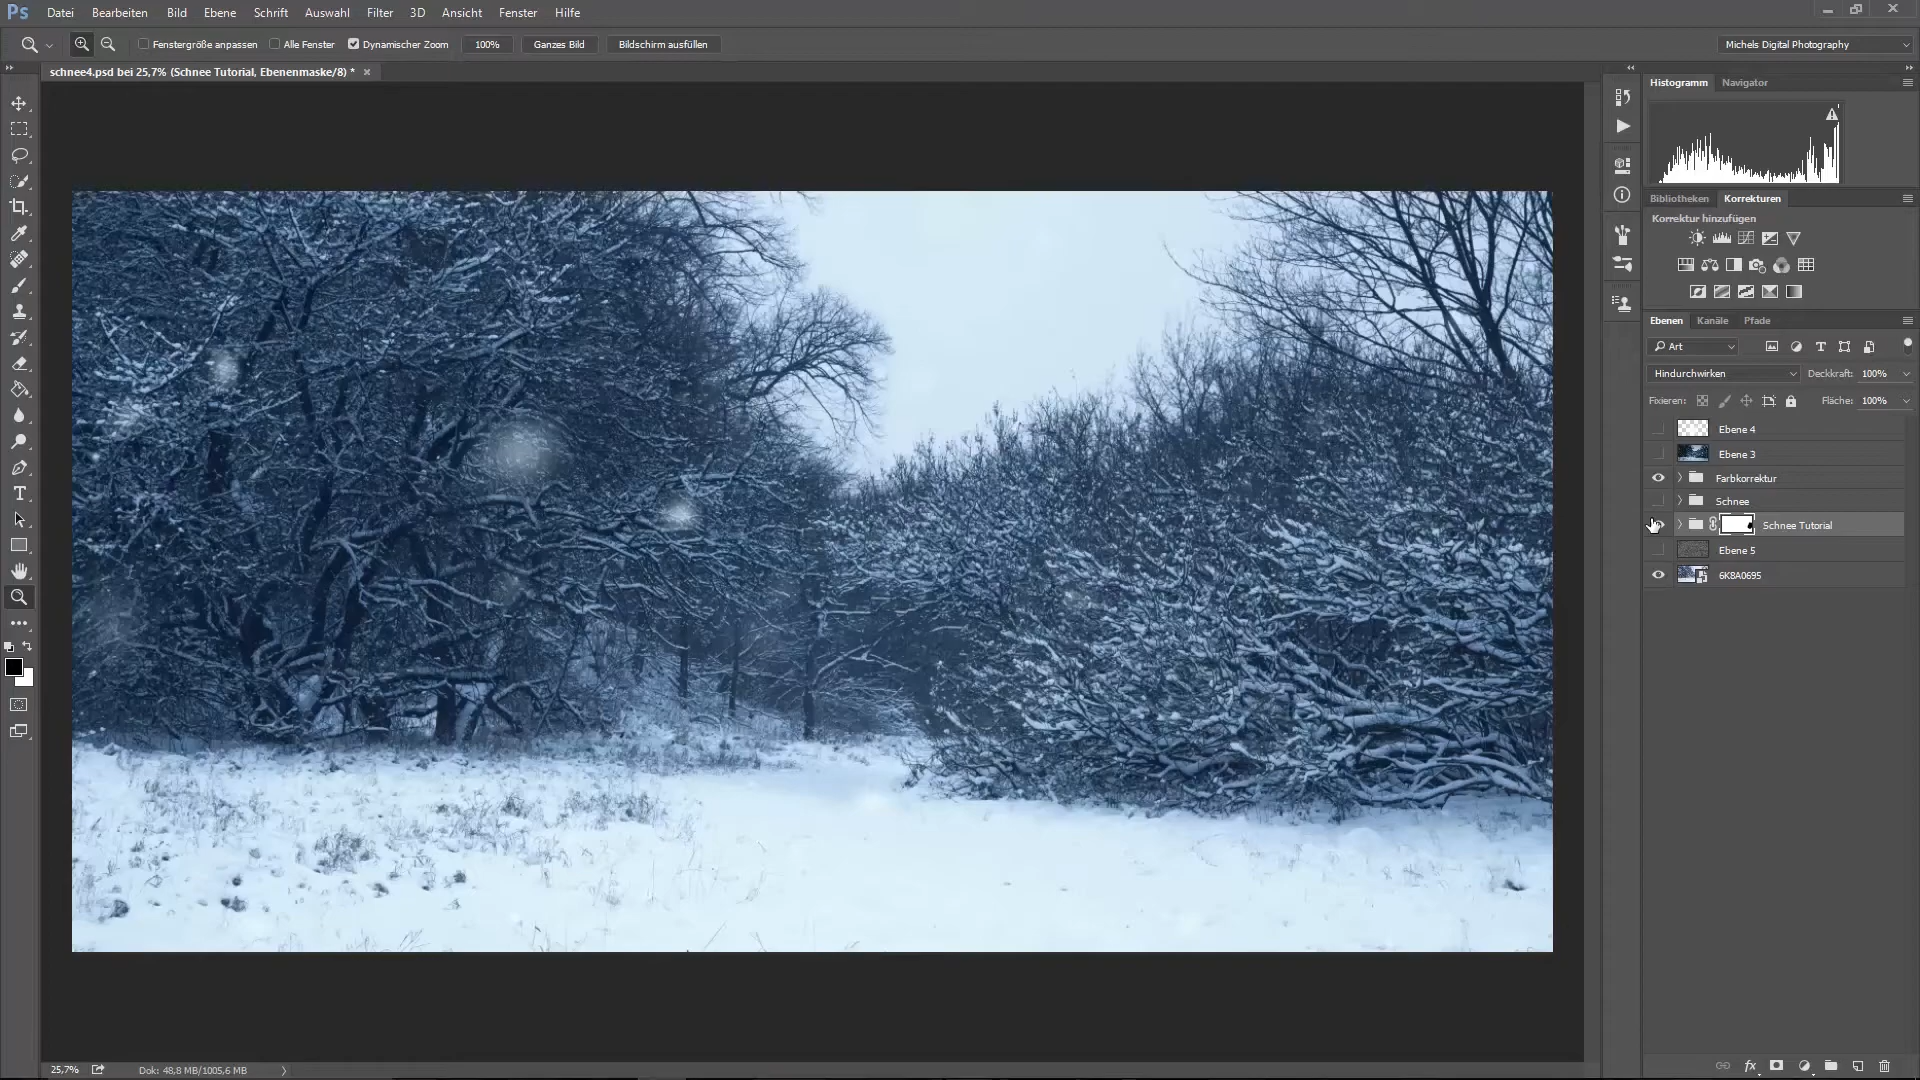 Ps Datei Bearbeiten Bild Ebene Schrift Auswahl Filter 3D Ansicht Fenster Hilfe
Fenstergröße anpassen Alle Fenster Dynamischer Zoom 100% Ganzes Bild Bildschirm ausfüllen Michels Digital Photography
schnee4.psd bei 25,7% (Schnee Tutorial, Ebenenmaske/8) *
Histogramm Navigator
Bibliotheken Korrekturen
Korrektur hinzufügen
Ebenen Kanäle Pfade
Art
Hindurchwirken Deckkraft: 100%
Fixieren: Fläche: 100%
Ebene 4
Ebene 3
Farbkorrektur
Schnee
Schnee Tutorial
Ebene 5
6K8A0695
25,7% Dok: 48,8 MB/1005,6 MB